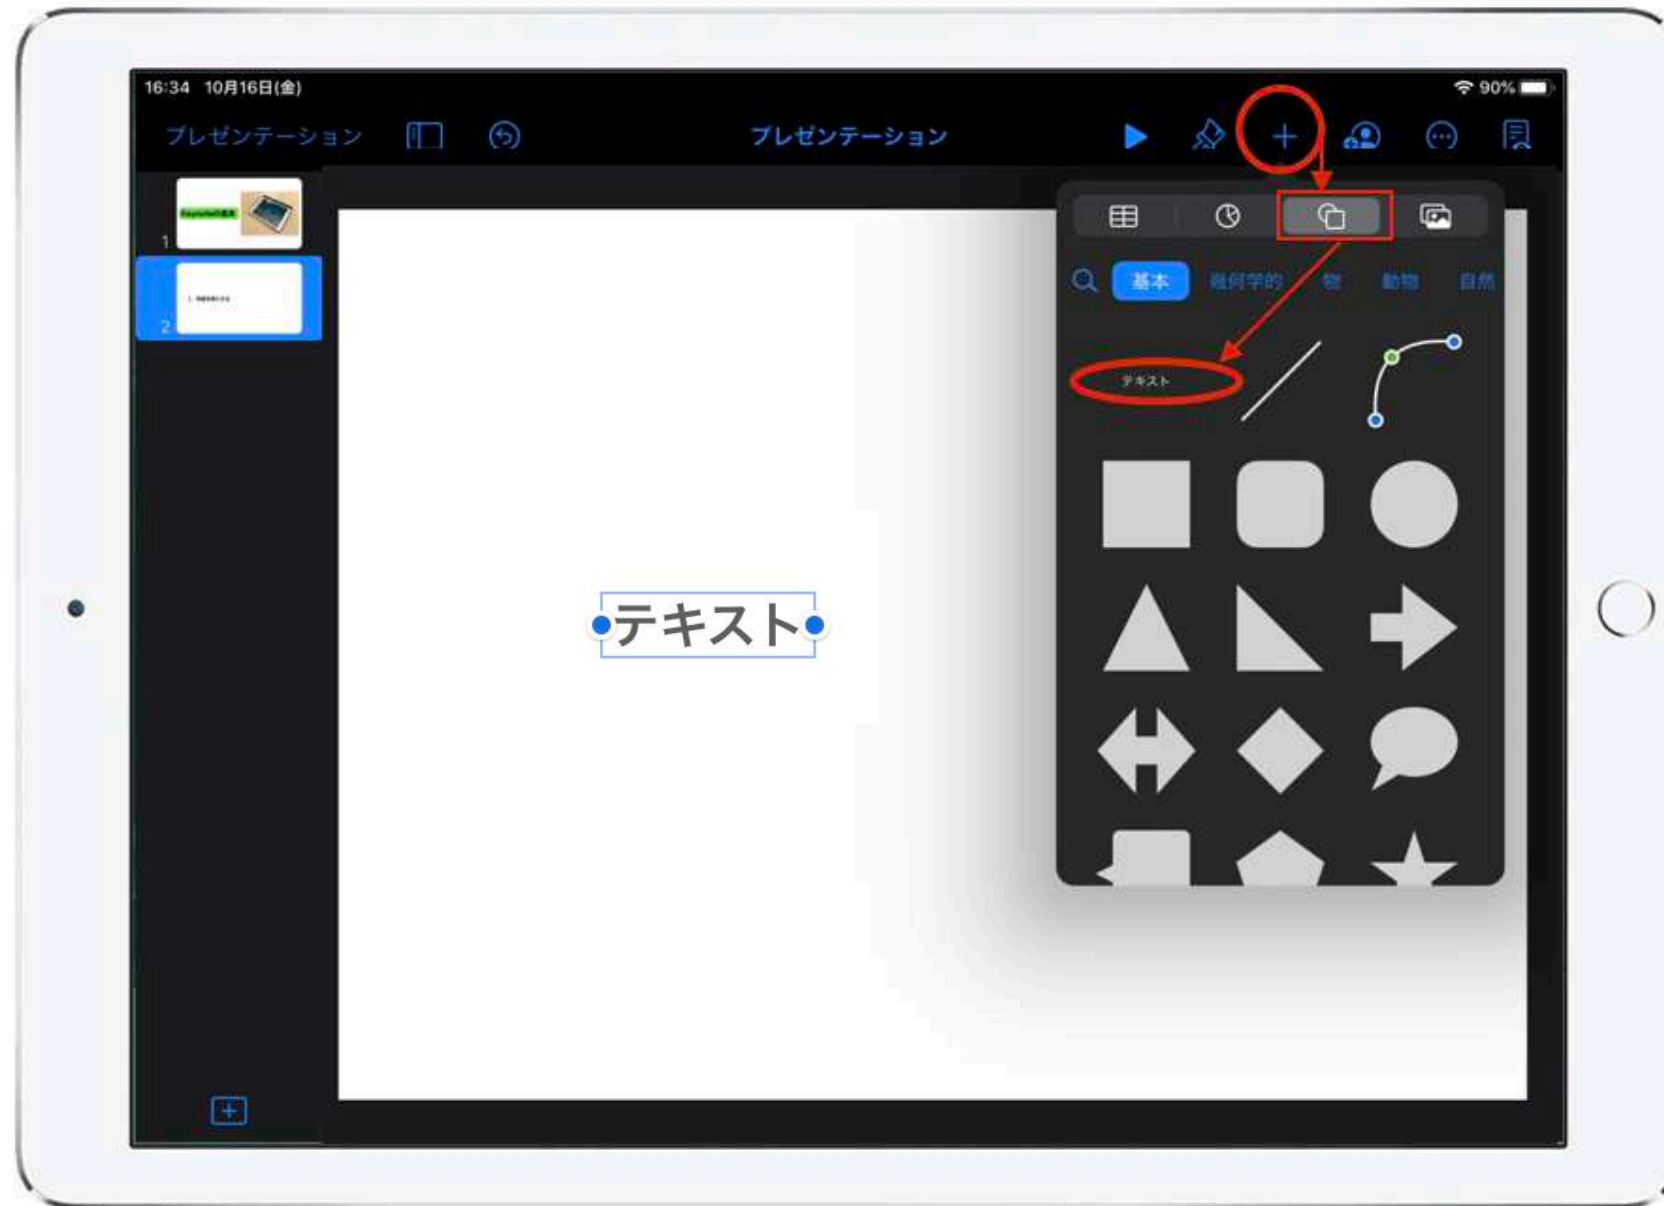 16:34 10月16日(金)
90%
プレゼンテーション
プレゼンテーション
1
2
基本
幾何学的
物
動物
自然
テキスト
テキスト